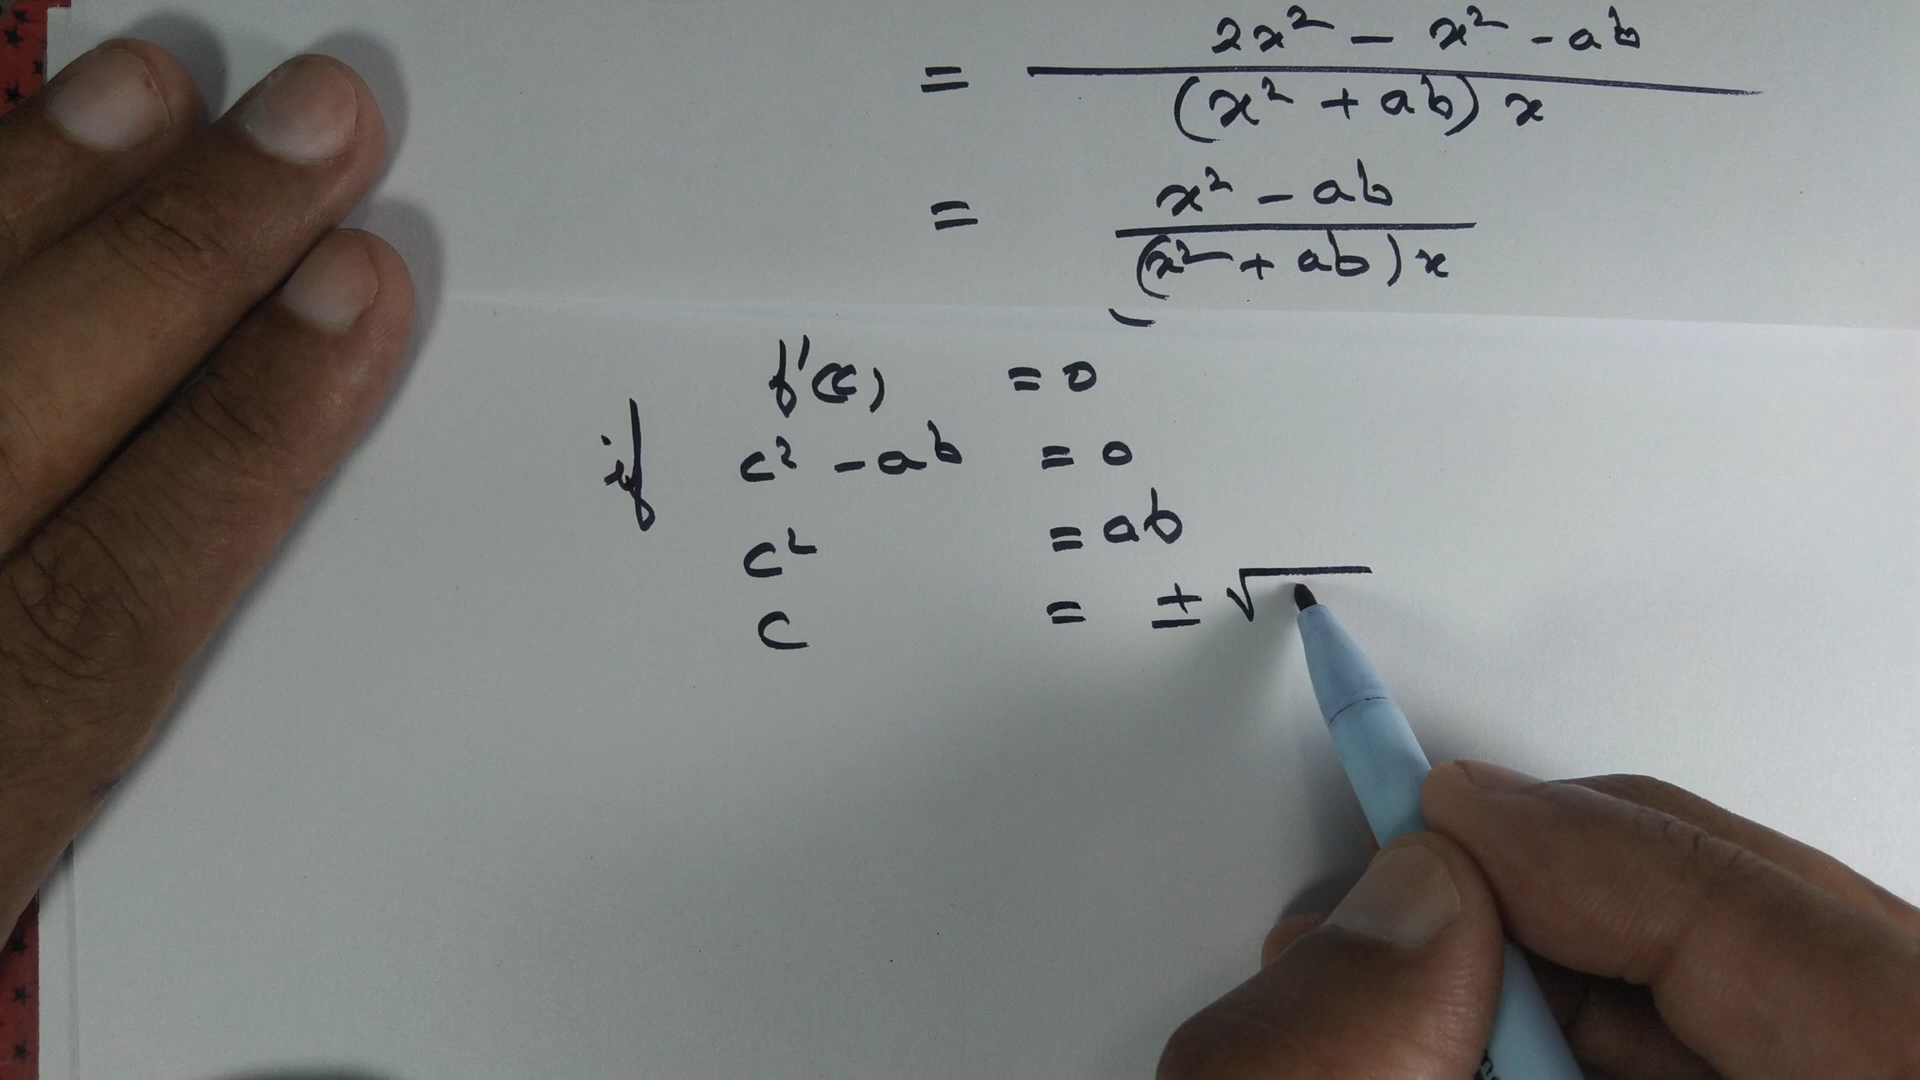 = 2x² - x² - ab / (x² + ab) x
= x² - ab / (x² + ab) x
f'(c) = 0
if c² - ab = 0
c² = ab
c = ± √